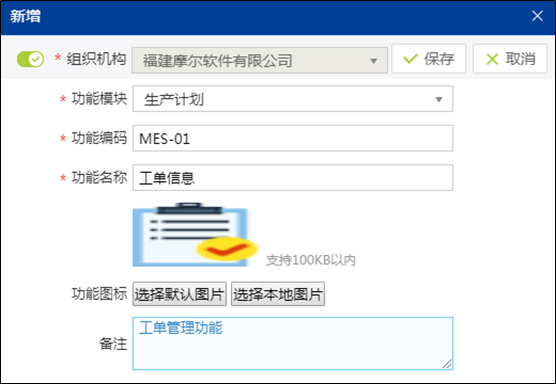 新增
* 组织机构 福建摩尔软件有限公司 保存 取消
* 功能模块 生产计划
* 功能编码 MES-01
* 功能名称 工单信息
支持100KB以内
功能图标 选择默认图片 选择本地图片
备注 工单管理功能